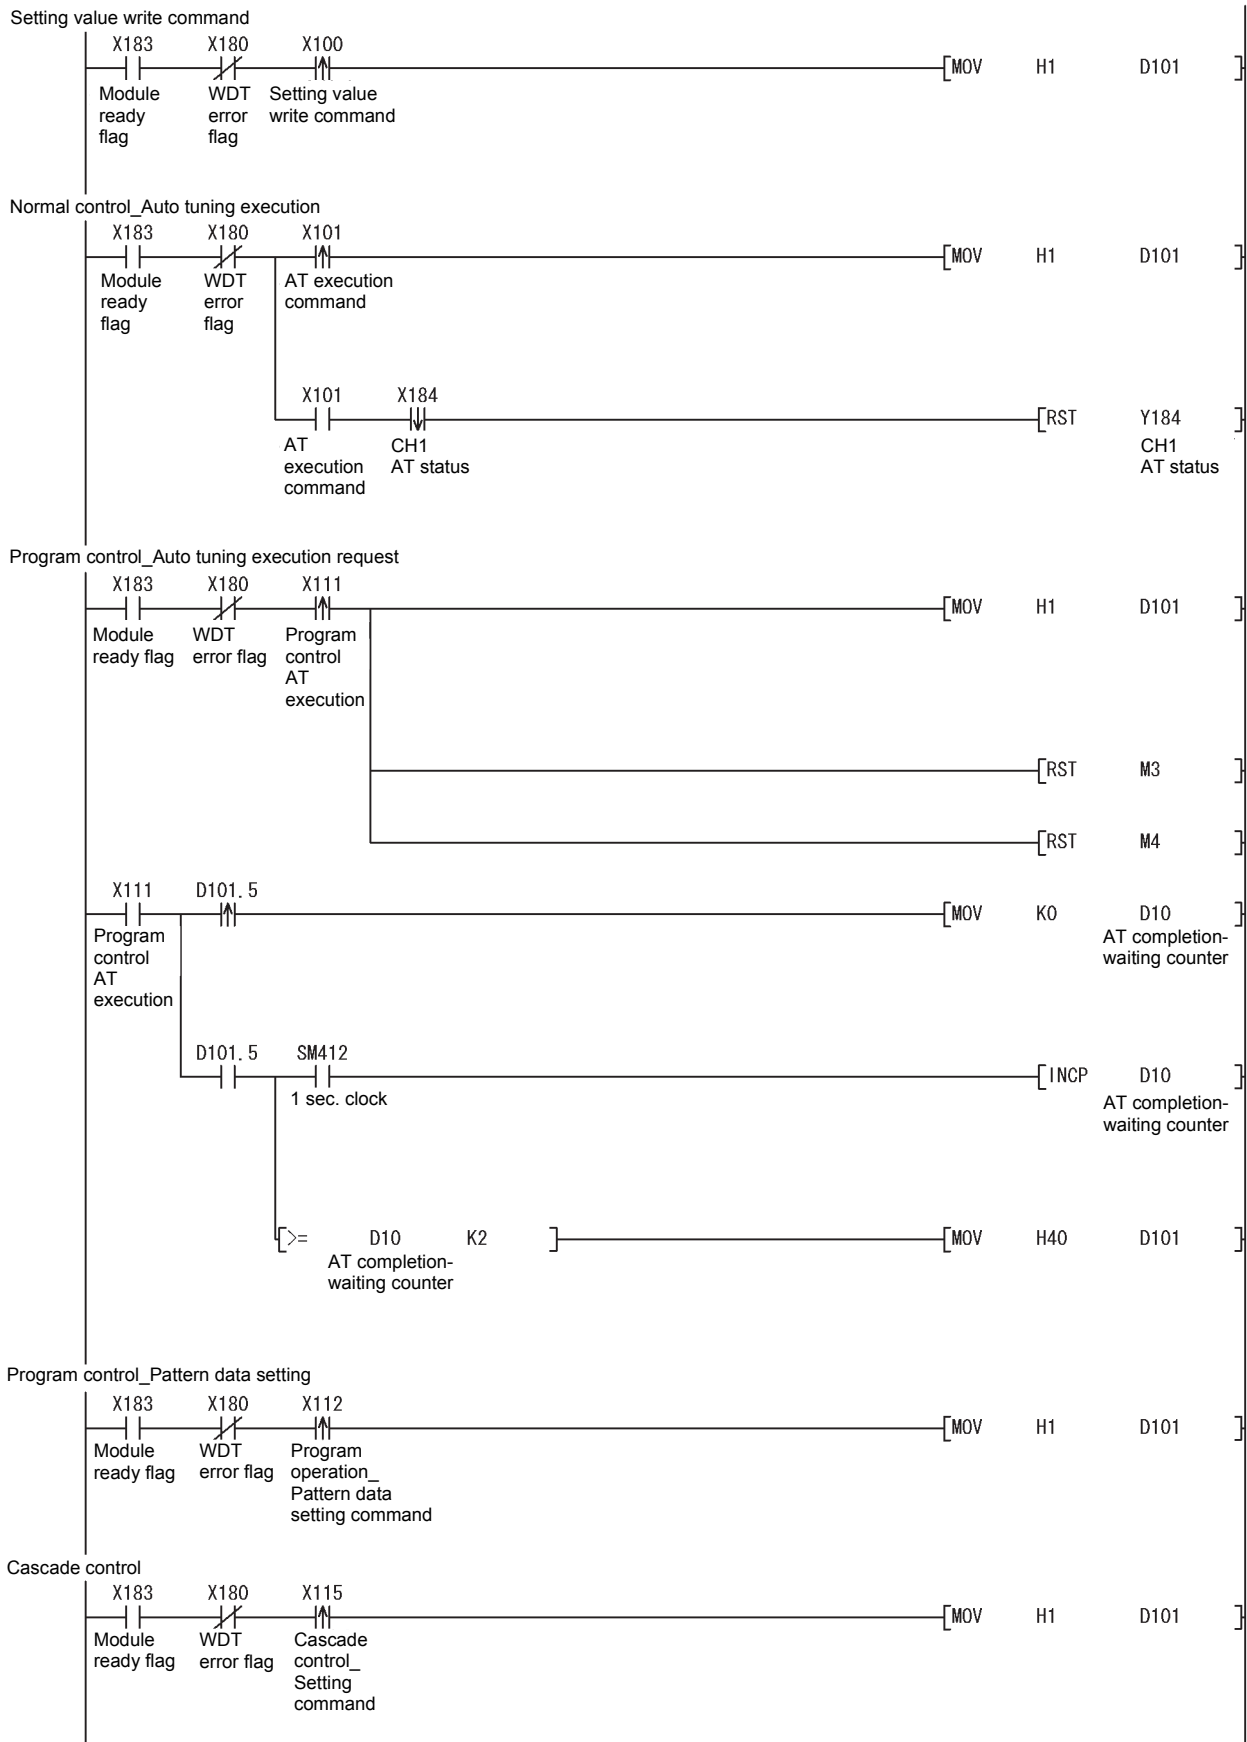 Setting value write command
X183 X180 X100
[MOV H1 D101 ]
Module WDT Setting value
ready error write command
flag flag
Normal control_Auto tuning execution
X183 X180 X101
[MOV H1 D101 ]
Module WDT AT execution
ready error command
flag flag
X101 X184
[RST Y184 ]
AT CH1 CH1
execution AT status AT status
command
Program control_Auto tuning execution request
X183 X180 X111
[MOV H1 D101 ]
Module WDT Program
ready flag error flag control
AT
execution
[RST M3 ]
[RST M4 ]
X111 D101.5
[MOV K0 D10 ]
Program AT completion-
control waiting counter
AT
execution
D101.5 SM412
[INCP D10 ]
1 sec. clock AT completion-
waiting counter
[>= D10 K2 ] [MOV H40 D101 ]
AT completion-
waiting counter
Program control_Pattern data setting
X183 X180 X112
[MOV H1 D101 ]
Module WDT Program
ready flag error flag operation_
Pattern data
setting command
Cascade control
X183 X180 X115
[MOV H1 D101 ]
Module WDT Cascade
ready flag error flag control_
Setting
command